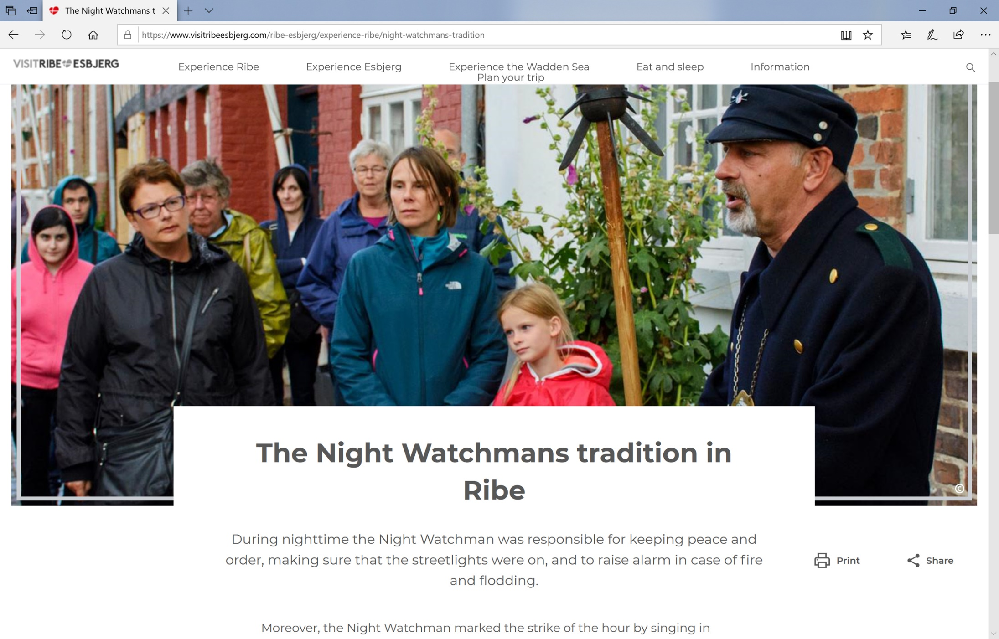 The Night Watchmans t
https://www.visitribeesbjerg.com/ribe-esbjerg/experience-ribe/night-watchmans-tradition
VISITRIBE ESBJERG
Experience Ribe
Experience Esbjerg
Experience the Wadden Sea
Eat and sleep
Information
Plan your trip
©
The Night Watchmans tradition in
Ribe
During nighttime the Night Watchman was responsible for keeping peace and
order, making sure that the streetlights were on, and to raise alarm in case of fire
and flodding.
Print
Share
Moreover, the Night Watchman marked the strike of the hour by singing in